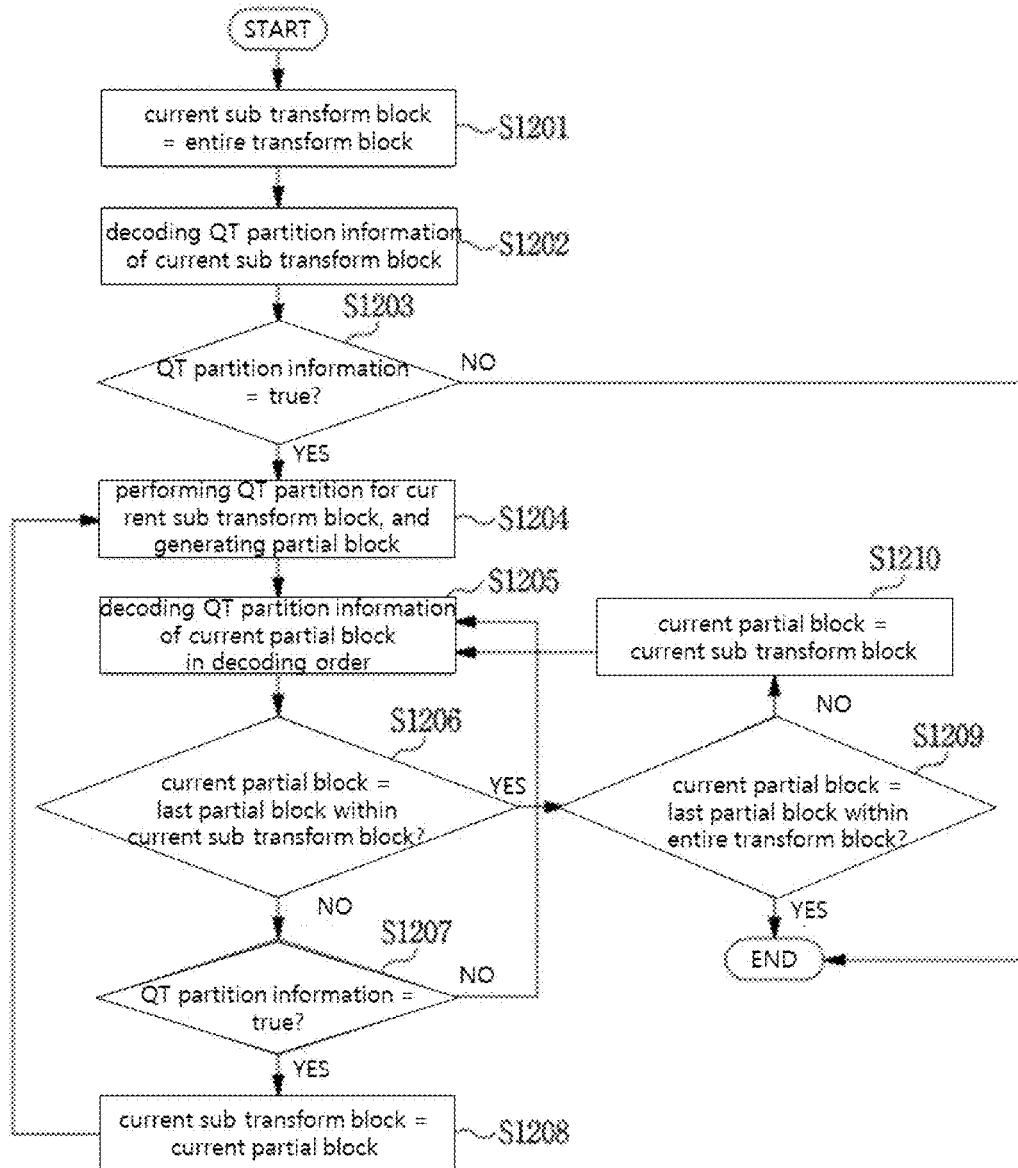 START
current sub transform block
= entire transform block
S1201
decoding QT partition information
of current sub transform block
S1202
S1203
QT partition information
= true?
NO
YES
performing QT partition for cur
rent sub transform block, and
generating partial block
S1204
S1205
decoding QT partition information
of current partial block
in decoding order
S1210
current partial block =
current sub transform block
NO
S1206
current partial block =
last partial block within
current sub transform block?
YES
S1209
current partial block =
last partial block within
entire transform block?
NO
YES
S1207
QT partition information =
true?
NO
END
YES
current sub transform block =
current partial block
S1208